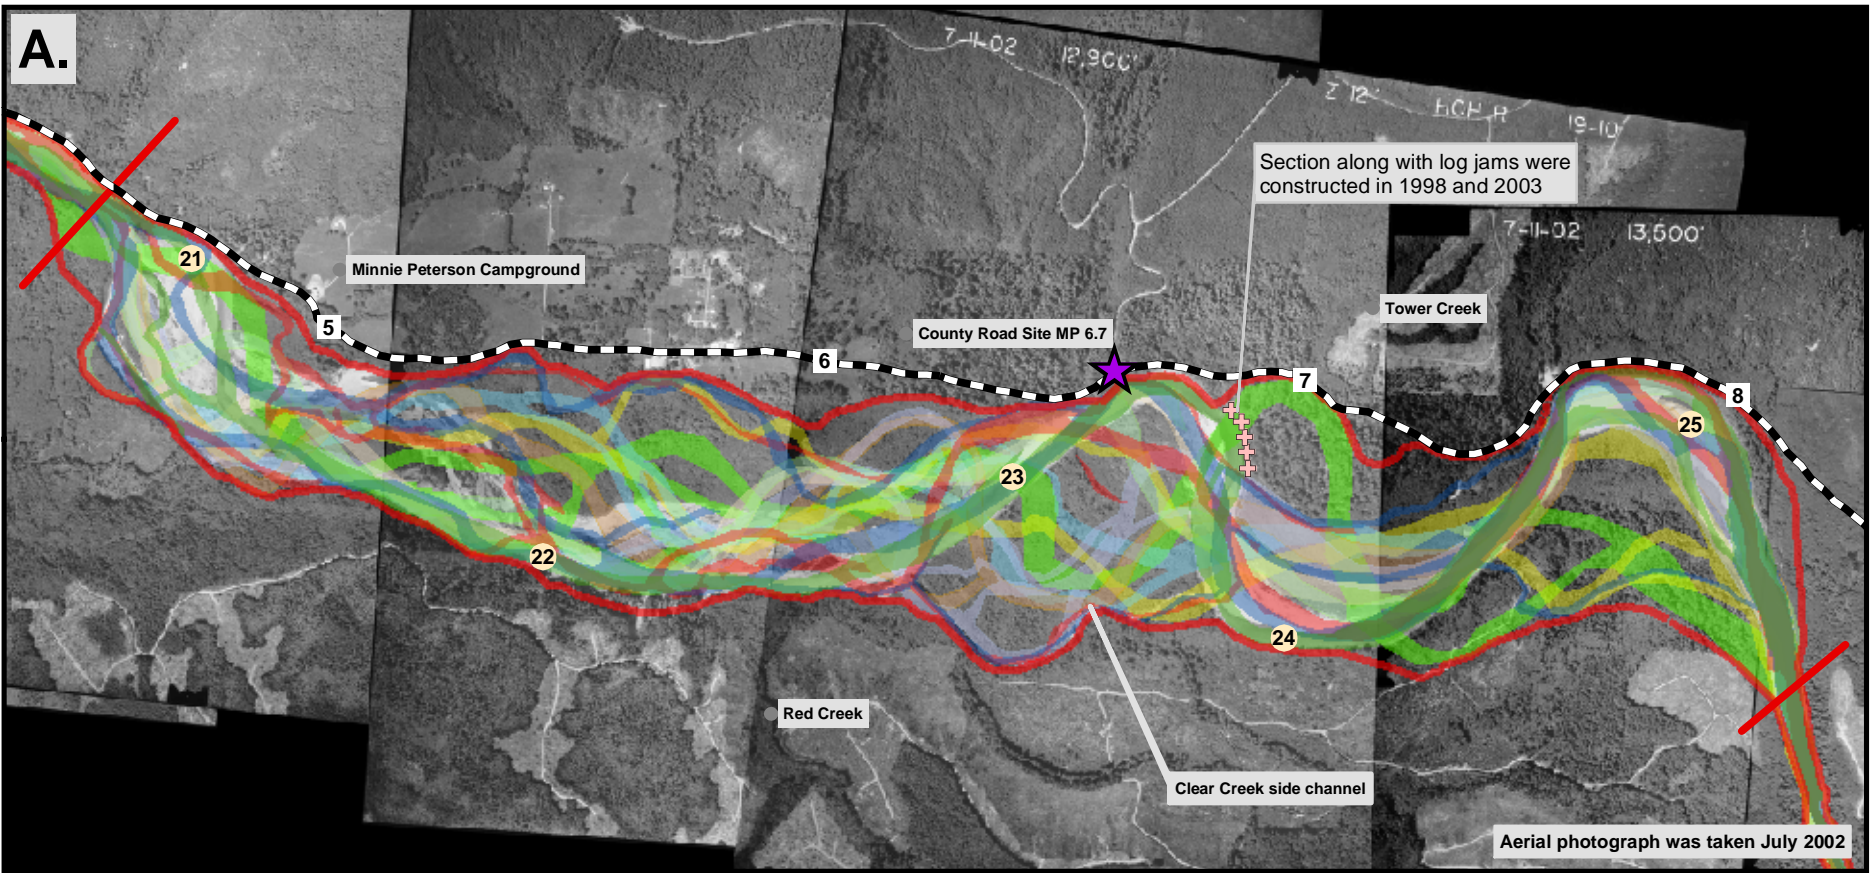 A.
7-11-02 12,900'
Z 12
HOH R
19-10
Section along with log jams were
constructed in 1998 and 2003
7-11-02 13,500'
21
Minnie Peterson Campground
Tower Creek
5
County Road Site MP 6.7
6
7
8
25
23
22
24
Red Creek
Clear Creek side channel
Aerial photograph was taken July 2002